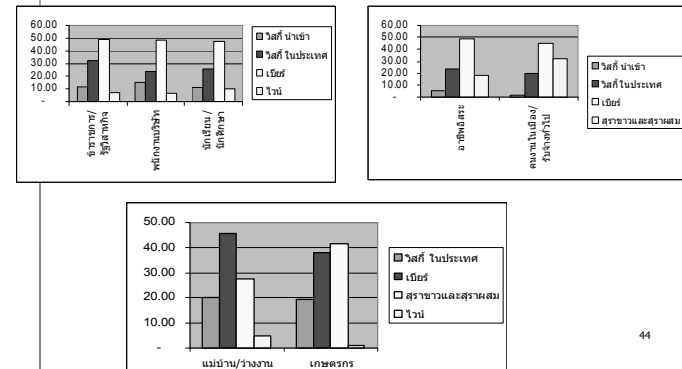 60.00
50.00
40.00
30.00
20.00
10.00
-
ข้าราชการ/
รัฐวิสาหกิจ
พนักงานบริษัท
นักเรียน /
นักศึกษา
วิสกี้ นำเข้า
วิสกี้ ในประเทศ
เบียร์
ไวน์
60.00
50.00
40.00
30.00
20.00
10.00
-
อาชีพอิสระ
คนงานในเมือง/
รับจ้างทั่วไป
วิสกี้ นำเข้า
วิสกี้ ในประเทศ
เบียร์
สุราขาวและสุราผสม
50.00
40.00
30.00
20.00
10.00
-
แม่บ้าน/ว่างงาน
เกษตรกร
วิสกี้ ในประเทศ
เบียร์
สุราขาวและสุราผสม
ไวน์
44